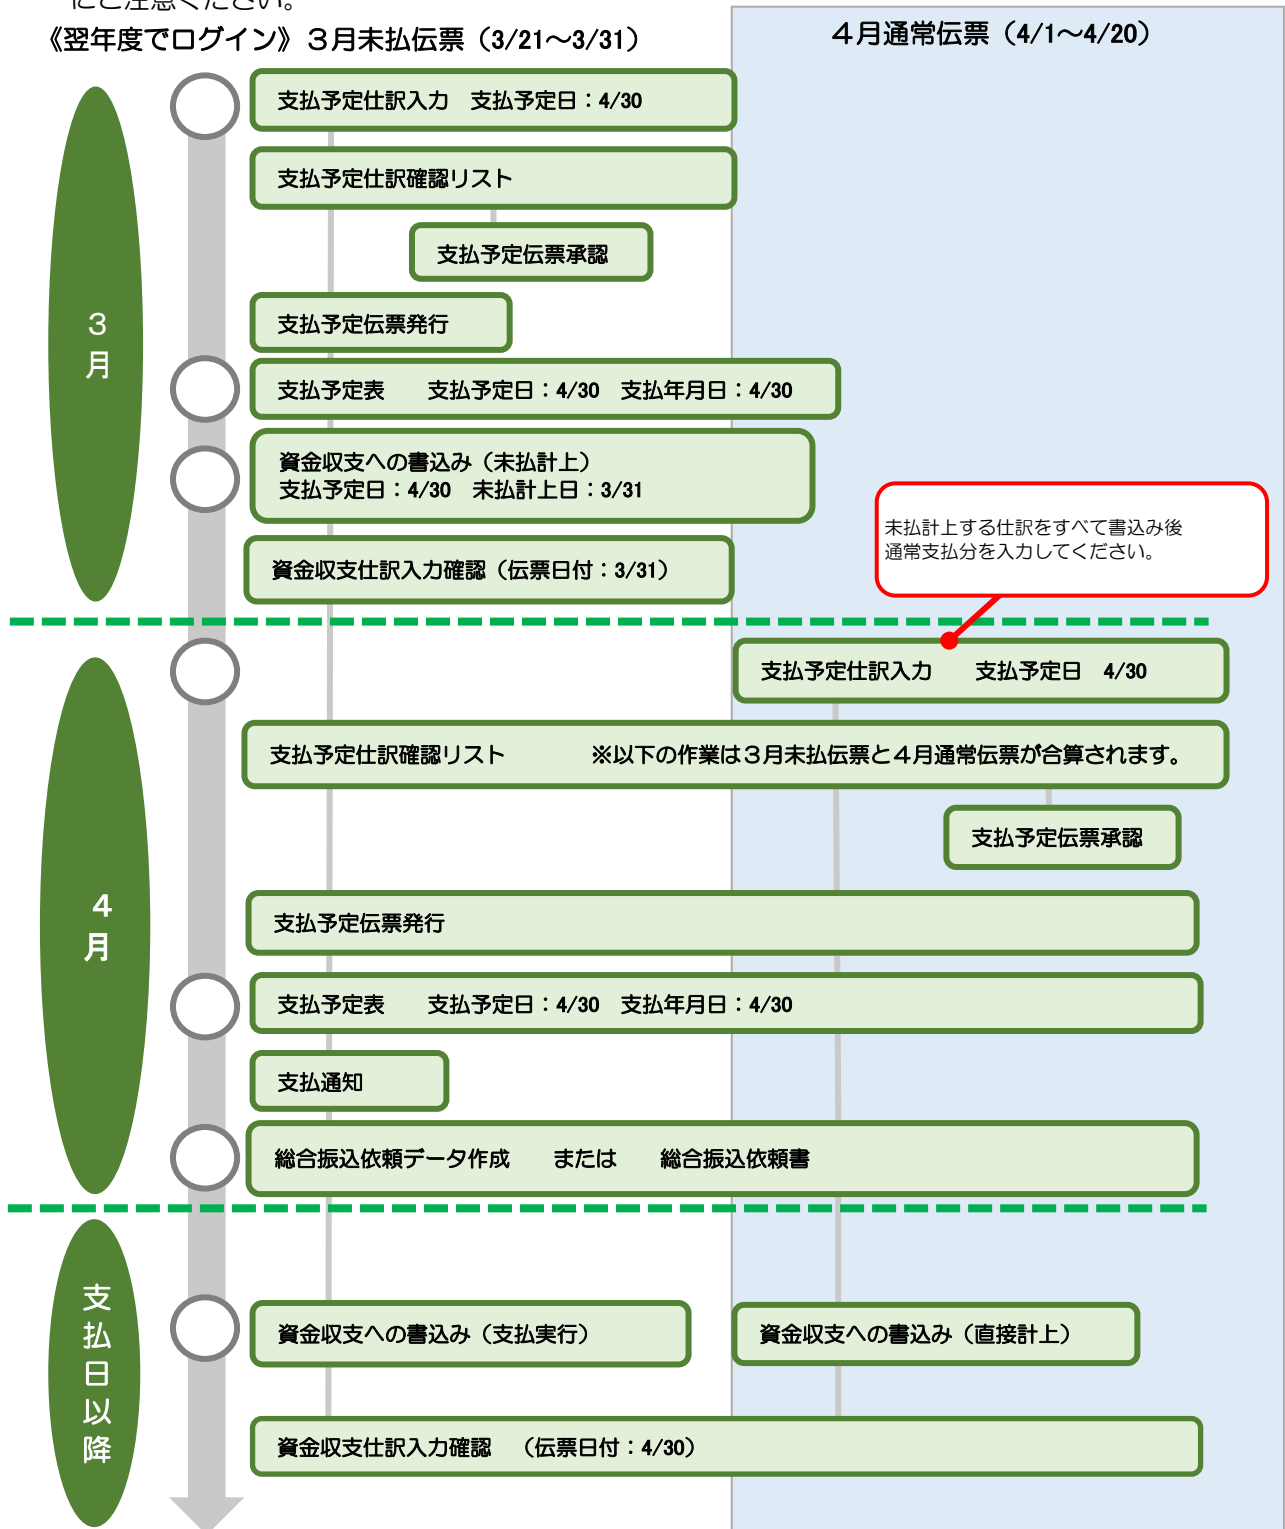 にご注意ください。
《翌年度でログイン》３月未払伝票（3/21～3/31）
４月通常伝票（4/1～4/20）
３月
支払予定仕訳入力　支払予定日：4/30
支払予定仕訳確認リスト
支払予定伝票承認
支払予定伝票発行
支払予定表　　支払予定日：4/30　支払年月日：4/30
資金収支への書込み（未払計上）
支払予定日：4/30　未払計上日：3/31
資金収支仕訳入力確認（伝票日付：3/31）
未払計上する仕訳をすべて書込み後
通常支払分を入力してください。
４月
支払予定仕訳入力　　支払予定日　4/30
支払予定仕訳確認リスト　　　　※以下の作業は３月未払伝票と４月通常伝票が合算されます。
支払予定伝票承認
支払予定伝票発行
支払予定表　　支払予定日：4/30　支払年月日：4/30
支払通知
総合振込依頼データ作成　　または　　総合振込依頼書
支払日以降
資金収支への書込み（支払実行）
資金収支への書込み（直接計上）
資金収支仕訳入力確認　（伝票日付：4/30）